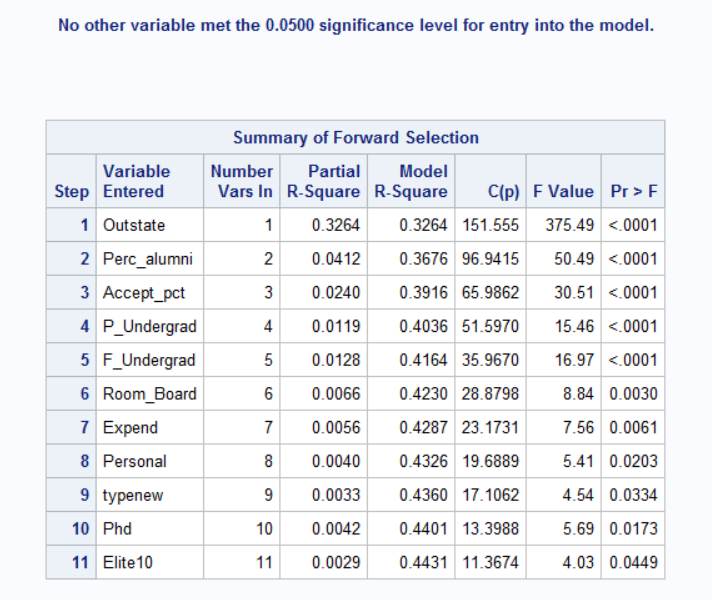 No other variable met the 0.0500 significance level for entry into the model.
Summary of Forward Selection
Step Variable Entered Number Vars In Partial R-Square Model R-Square C(p) F Value Pr > F
1 Outstate 1 0.3264 0.3264 151.555 375.49 <.0001
2 Perc_alumni 2 0.0412 0.3676 96.9415 50.49 <.0001
3 Accept_pct 3 0.0240 0.3916 65.9862 30.51 <.0001
4 P_Undergrad 4 0.0119 0.4036 51.5970 15.46 <.0001
5 F_Undergrad 5 0.0128 0.4164 35.9670 16.97 <.0001
6 Room_Board 6 0.0066 0.4230 28.8798 8.84 0.0030
7 Expend 7 0.0056 0.4287 23.1731 7.56 0.0061
8 Personal 8 0.0040 0.4326 19.6889 5.41 0.0203
9 typenew 9 0.0033 0.4360 17.1062 4.54 0.0334
10 Phd 10 0.0042 0.4401 13.3988 5.69 0.0173
11 Elite10 11 0.0029 0.4431 11.3674 4.03 0.0449